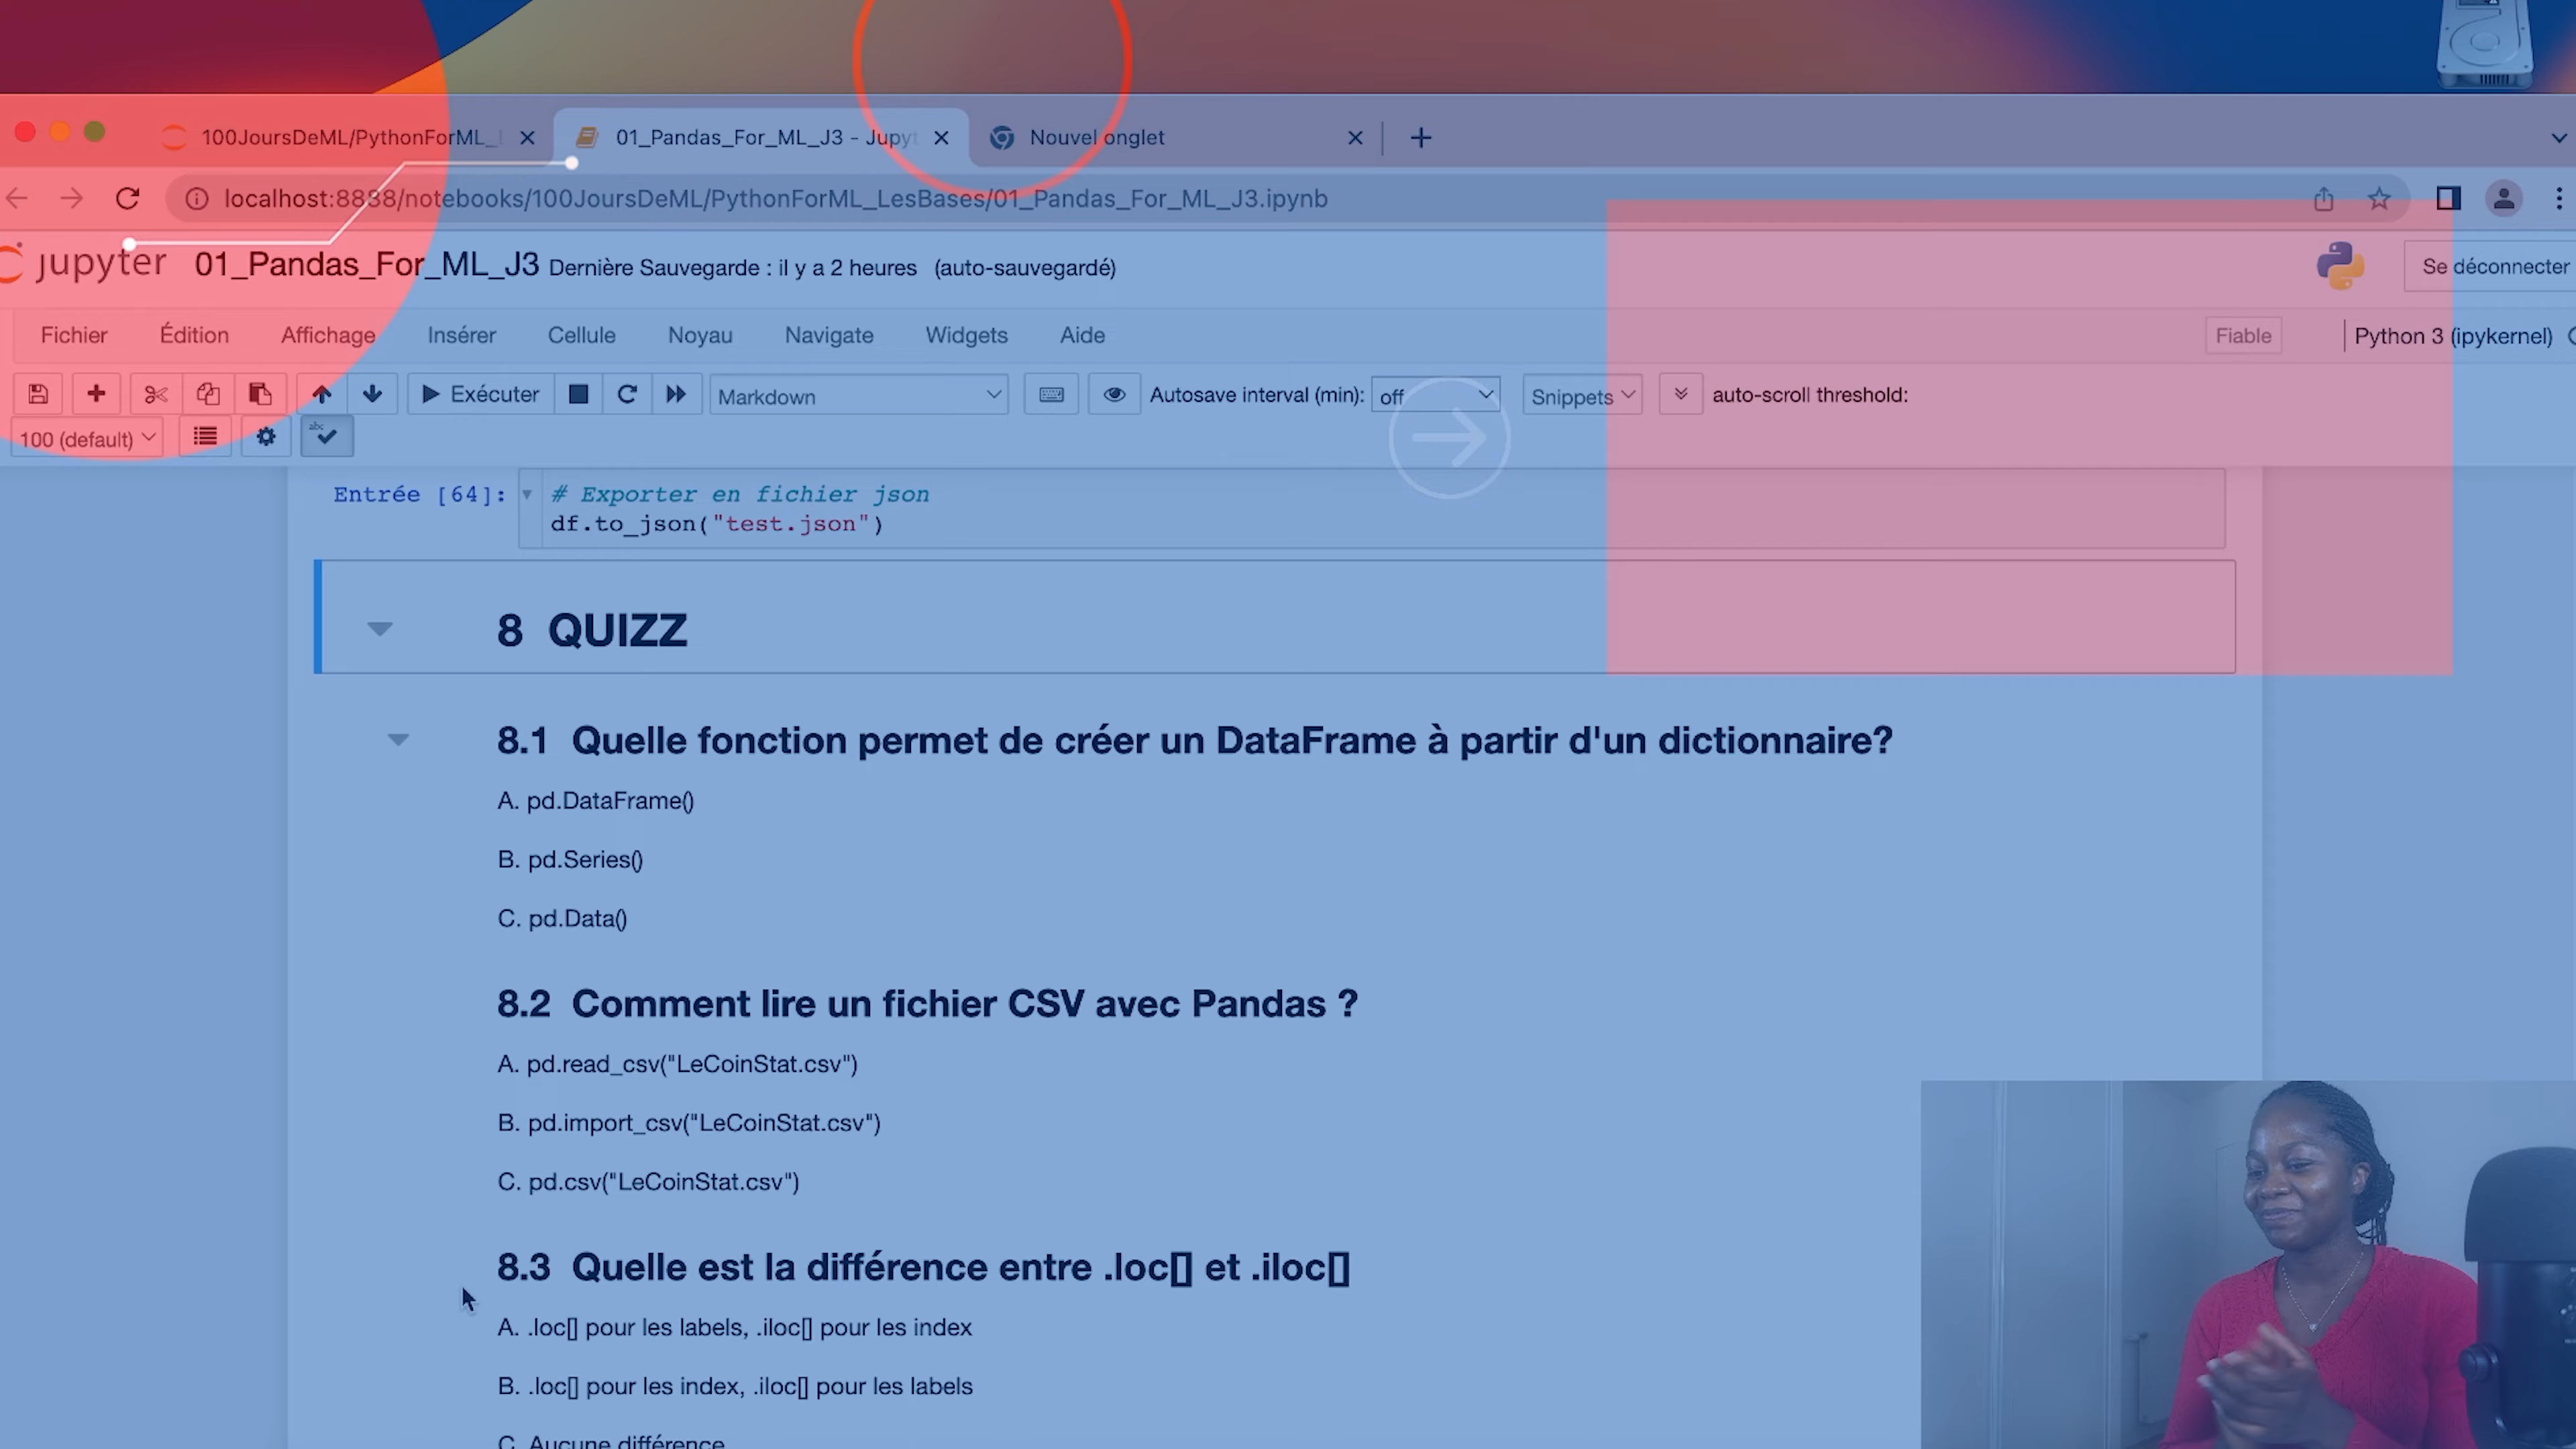 100JoursDeML/PythonForML_
01_Pandas_For_ML_J3 - Jupyt
Nouvel onglet
localhost:8838/notebooks/100JoursDeML/PythonForML_LesBases/01_Pandas_For_ML_J3.ipynb
jupyter 01_Pandas_For_ML_J3 Dernière Sauvegarde : il y a 2 heures (auto-sauvegardé)
Se déconnecter
Fichier Édition Affichage Insérer Cellule Noyau Navigate Widgets Aide
Fiable
Python 3 (ipykernel)
Exécuter
Markdown
Autosave interval (min): off
Snippets
auto-scroll threshold:
100 (default)
abc
Entrée [64]: # Exporter en fichier json
df.to_json("test.json")
8 QUIZZ
8.1 Quelle fonction permet de créer un DataFrame à partir d'un dictionnaire?
A. pd.DataFrame()
B. pd.Series()
C. pd.Data()
8.2 Comment lire un fichier CSV avec Pandas ?
A. pd.read_csv("LeCoinStat.csv")
B. pd.import_csv("LeCoinStat.csv")
C. pd.csv("LeCoinStat.csv")
8.3 Quelle est la différence entre .loc[] et .iloc[]
A. .loc[] pour les labels, .iloc[] pour les index
B. .loc[] pour les index, .iloc[] pour les labels
C. Aucune différence